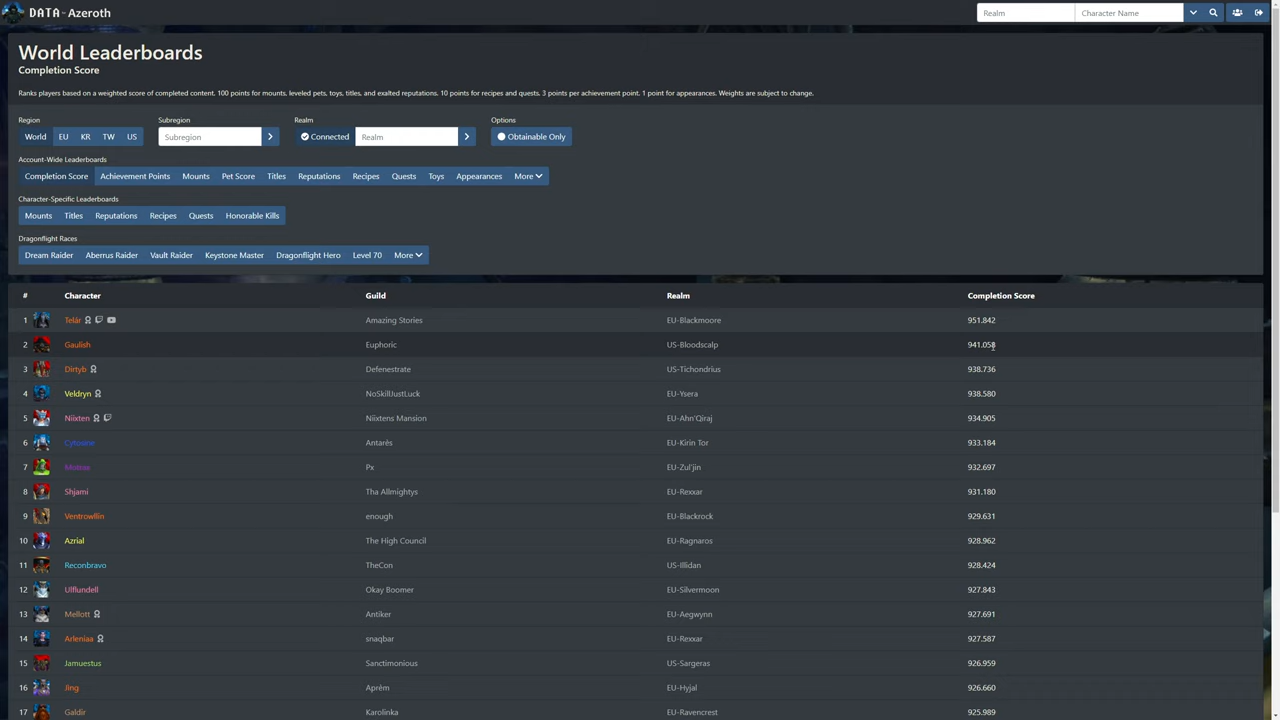 DATA - Azeroth
Realm Character Name
World Leaderboards
Completion Score
Ranks players based on a weighted score of completed content. 100 points for mounts, leveled pets, toys, titles, and exalted reputations. 10 points for recipes and quests. 3 points per achievement point. 1 point for appearances. Weights are subject to change.
Region Subregion Realm Options
World EU KR TW US Subregion Connected Realm Obtainable Only
Account-Wide Leaderboards
Completion Score Achievement Points Mounts Pet Score Titles Reputations Recipes Quests Toys Appearances More
Character-Specific Leaderboards
Mounts Titles Reputations Recipes Quests Honorable Kills
Dragonflight Races
Dream Raider Aberrus Raider Vault Raider Keystone Master Dragonflight Hero Level 70 More
# Character Guild Realm Completion Score
1 Telár Amazing Stories EU-Blackmoore 951.842
2 Gaulish Euphoric US-Bloodscalp 941.058
3 Dirtyb Defenestrate US-Tichondrius 938.736
4 Veldryn NoSkillJustLuck EU-Ysera 938.580
5 Niixten Niixtens Mansion EU-Ahn'Qiraj 934.905
6 Cytosine Antarès EU-Kirin Tor 933.184
7 Px EU-Zul'jin 932.697
8 Shjami Tha Allmightys EU-Rexxar 931.180
9 Ventrowllin enough EU-Blackrock 929.631
10 Azrial The High Council EU-Ragnaros 928.962
11 Reconbravo TheCon US-Illidan 928.424
12 Ulflundell Okay Boomer EU-Silvermoon 927.843
13 Mellott Antiker EU-Aegwynn 927.691
14 Arleniaa snaqbar EU-Rexxar 927.587
15 Jamuestus Sanctimonious US-Sargeras 926.959
16 Jîng Aprèm EU-Hyjal 926.660
17 Galdír Karolinka EU-Ravencrest 925.989